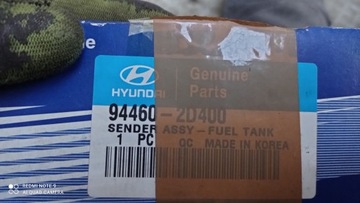 ne
HYUNDAI
Genuine
Parts
94460-2D400
SENDER ASSY-FUEL TANK
1 PC QC MADE IN KOREA
REDMI NOTE 9
AI QUAD CAMERA